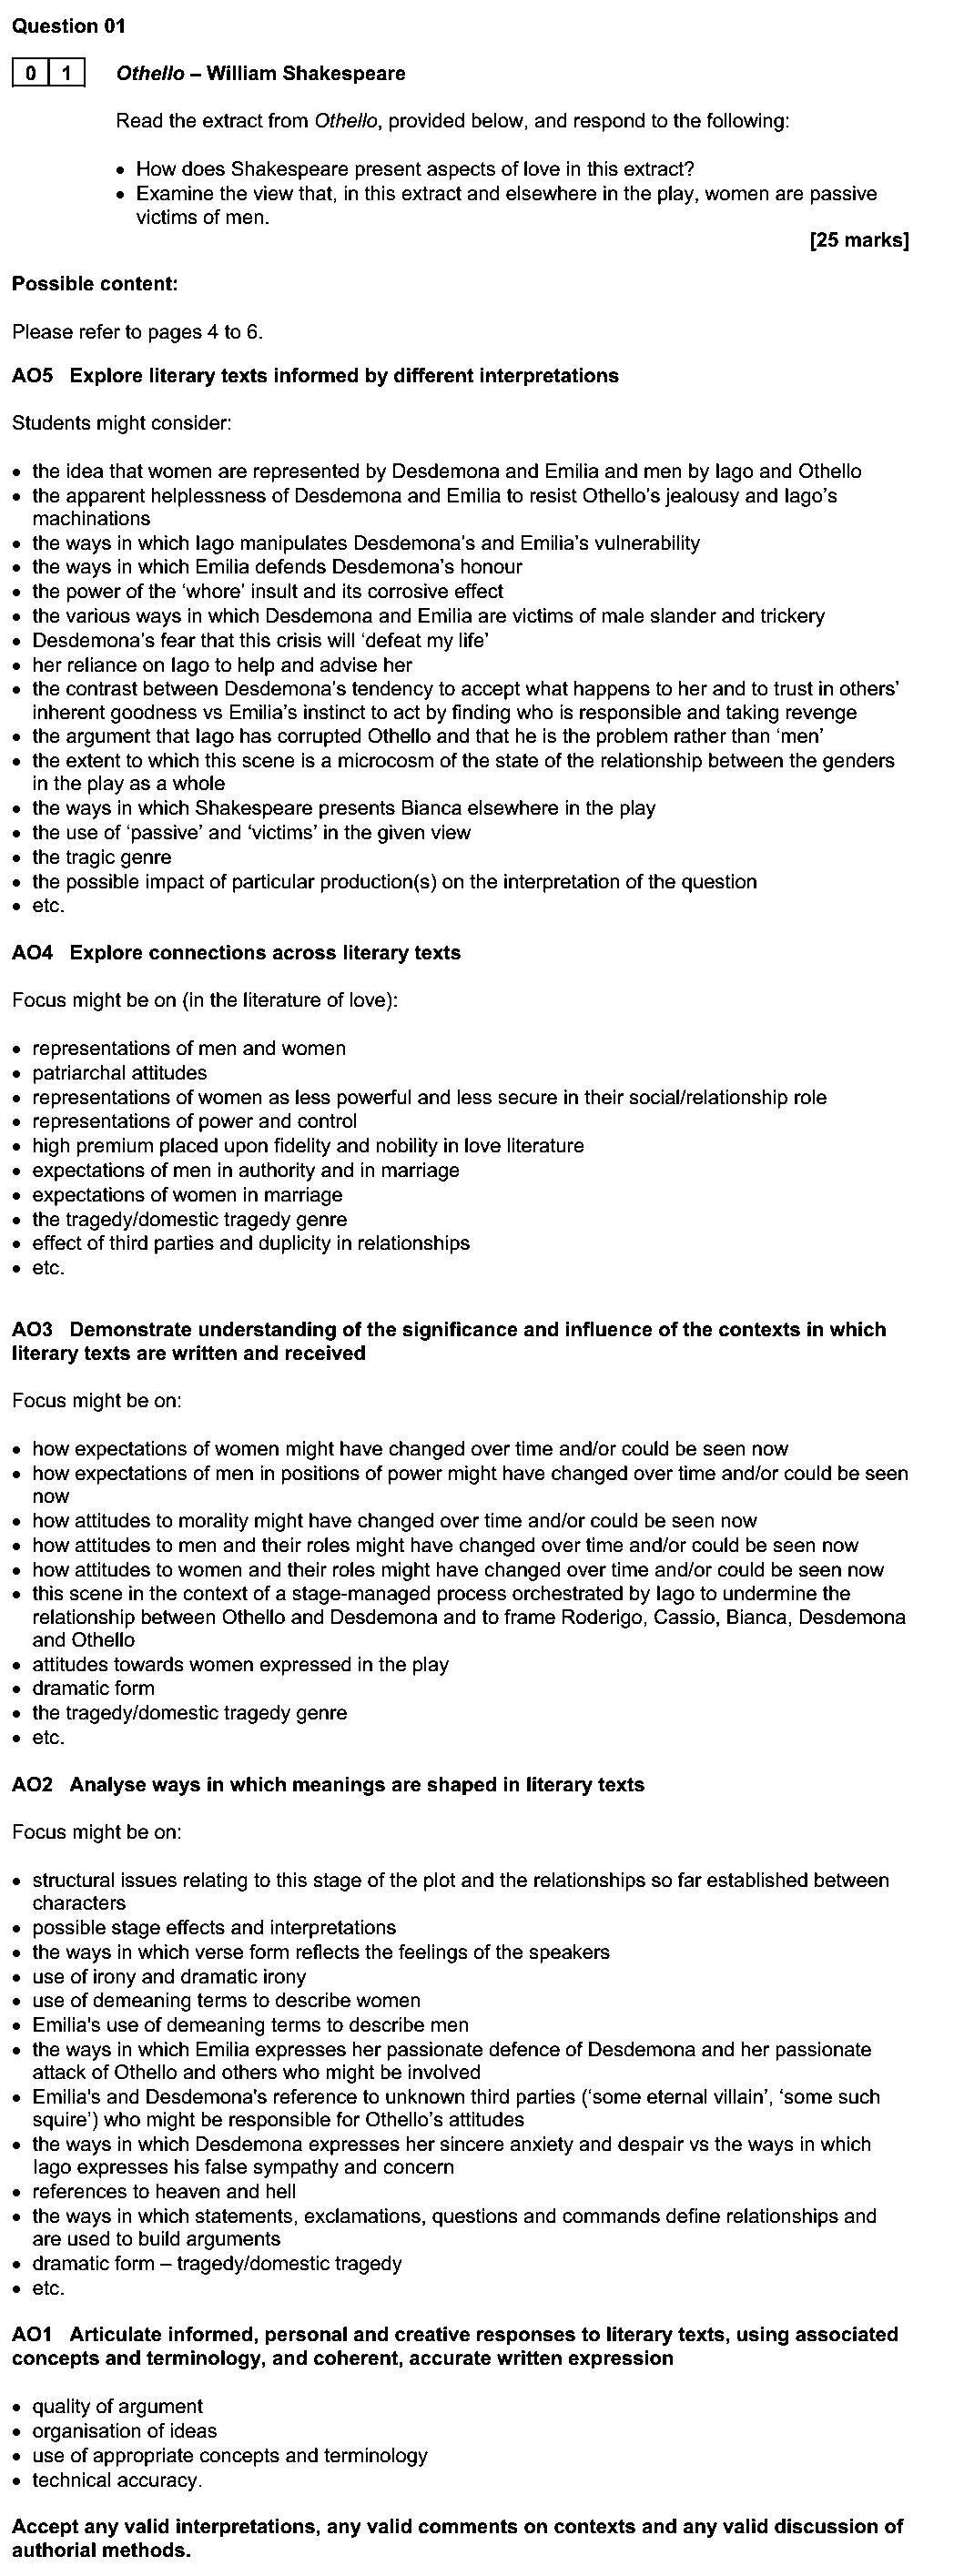 Question 01
0 1 Othello – William Shakespeare
Read the extract from Othello, provided below, and respond to the following:
• How does Shakespeare present aspects of love in this extract?
• Examine the view that, in this extract and elsewhere in the play, women are passive
victims of men.
[25 marks]
Possible content:
Please refer to pages 4 to 6.
AO5 Explore literary texts informed by different interpretations
Students might consider:
• the idea that women are represented by Desdemona and Emilia and men by Iago and Othello
• the apparent helplessness of Desdemona and Emilia to resist Othello's jealousy and Iago's
machinations
• the ways in which Iago manipulates Desdemona's and Emilia's vulnerability
• the ways in which Emilia defends Desdemona's honour
• the power of the 'whore' insult and its corrosive effect
• the various ways in which Desdemona and Emilia are victims of male slander and trickery
• Desdemona's fear that this crisis will 'defeat my life'
• her reliance on Iago to help and advise her
• the contrast between Desdemona's tendency to accept what happens to her and to trust in others'
inherent goodness vs Emilia's instinct to act by finding who is responsible and taking revenge
• the argument that Iago has corrupted Othello and that he is the problem rather than 'men'
• the extent to which this scene is a microcosm of the state of the relationship between the genders
in the play as a whole
• the ways in which Shakespeare presents Bianca elsewhere in the play
• the use of 'passive' and 'victims' in the given view
• the tragic genre
• the possible impact of particular production(s) on the interpretation of the question
• etc.
AO4 Explore connections across literary texts
Focus might be on (in the literature of love):
• representations of men and women
• patriarchal attitudes
• representations of women as less powerful and less secure in their social/relationship role
• representations of power and control
• high premium placed upon fidelity and nobility in love literature
• expectations of men in authority and in marriage
• expectations of women in marriage
• the tragedy/domestic tragedy genre
• effect of third parties and duplicity in relationships
• etc.
AO3 Demonstrate understanding of the significance and influence of the contexts in which
literary texts are written and received
Focus might be on:
• how expectations of women might have changed over time and/or could be seen now
• how expectations of men in positions of power might have changed over time and/or could be seen
now
• how attitudes to morality might have changed over time and/or could be seen now
• how attitudes to men and their roles might have changed over time and/or could be seen now
• how attitudes to women and their roles might have changed over time and/or could be seen now
• this scene in the context of a stage-managed process orchestrated by Iago to undermine the
relationship between Othello and Desdemona and to frame Roderigo, Cassio, Bianca, Desdemona
and Othello
• attitudes towards women expressed in the play
• dramatic form
• the tragedy/domestic tragedy genre
• etc.
AO2 Analyse ways in which meanings are shaped in literary texts
Focus might be on:
• structural issues relating to this stage of the plot and the relationships so far established between
characters
• possible stage effects and interpretations
• the ways in which verse form reflects the feelings of the speakers
• use of irony and dramatic irony
• use of demeaning terms to describe women
• Emilia's use of demeaning terms to describe men
• the ways in which Emilia expresses her passionate defence of Desdemona and her passionate
attack of Othello and others who might be involved
• Emilia's and Desdemona's reference to unknown third parties ('some eternal villain', 'some such
squire') who might be responsible for Othello's attitudes
• the ways in which Desdemona expresses her sincere anxiety and despair vs the ways in which
Iago expresses his false sympathy and concern
• references to heaven and hell
• the ways in which statements, exclamations, questions and commands define relationships and
are used to build arguments
• dramatic form – tragedy/domestic tragedy
• etc.
AO1 Articulate informed, personal and creative responses to literary texts, using associated
concepts and terminology, and coherent, accurate written expression
• quality of argument
• organisation of ideas
• use of appropriate concepts and terminology
• technical accuracy.
Accept any valid interpretations, any valid comments on contexts and any valid discussion of
authorial methods.